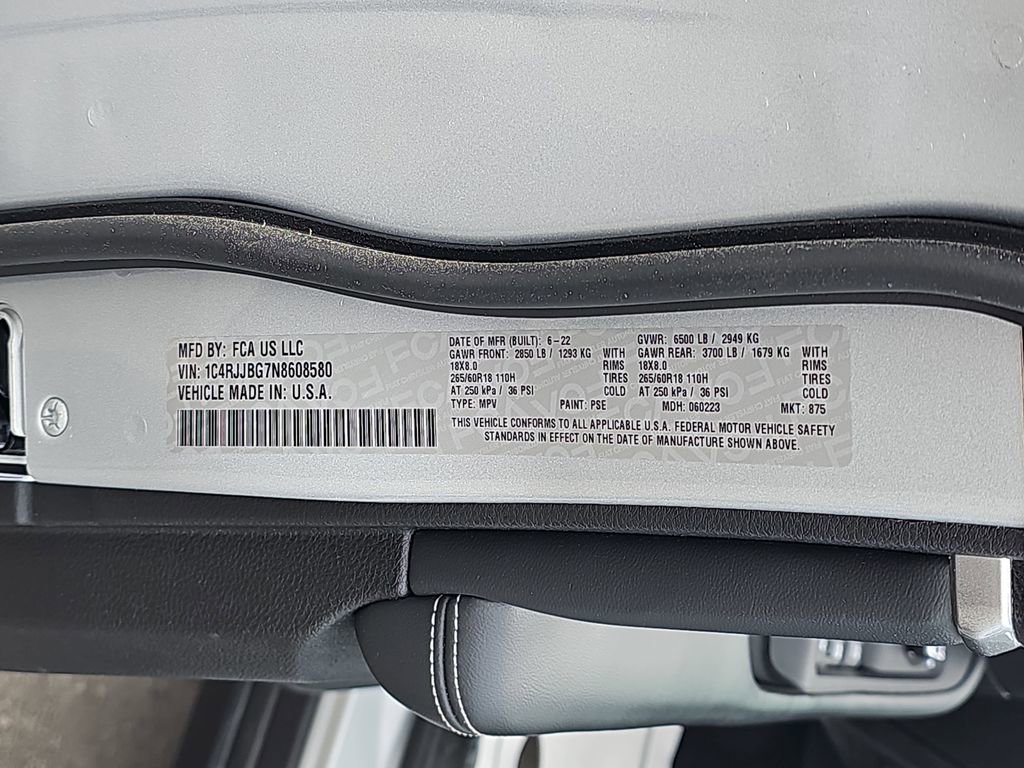 MFD BY: FCA US LLC
VIN: 1C4RJJBG7N8608580
VEHICLE MADE IN: U.S.A.
DATE OF MFR (BUILT): 6-22
GAWR FRONT: 2850 LB / 1293 KG WITH
18X8.0 RIMS
265/60R18 110H TIRES
AT 250 kPa / 36 PSI COLD
TYPE: MPV PAINT: PSE
GVWR: 6500 LB / 2949 KG
GAWR REAR: 3700 LB / 1679 KG WITH
18X8.0 RIMS
265/60R18 110H TIRES
AT 250 kPa / 36 PSI COLD
MDH: 060223 MKT: 875
THIS VEHICLE CONFORMS TO ALL APPLICABLE U.S.A. FEDERAL MOTOR VEHICLE SAFETY
STANDARDS IN EFFECT ON THE DATE OF MANUFACTURE SHOWN ABOVE.